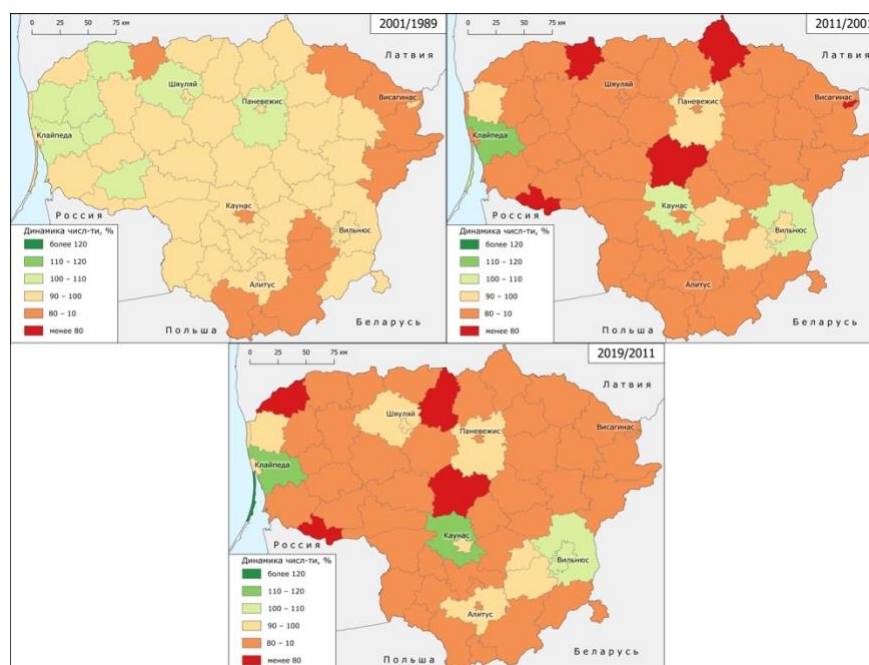 0 25 50 75 км
2001/1989
Латвия
Шяуляй
Паневежис
Висагинас
Клайпеда
Каунас
Вильнюс
Алитус
Россия
Польша
Беларусь
Динамика числ-ти, %
более 120
110 – 120
100 – 110
90 – 100
80 – 10
менее 80
0 25 50 75 км
2011/2001
Латвия
Шяуляй
Паневежис
Висагинас
Клайпеда
Каунас
Вильнюс
Алитус
Россия
Польша
Беларусь
Динамика числ-ти, %
более 120
110 – 120
100 – 110
90 – 100
80 – 10
менее 80
0 25 50 75 км
2019/2011
Латвия
Шяуляй
Паневежис
Висагинас
Клайпеда
Каунас
Вильнюс
Алитус
Россия
Польша
Беларусь
Динамика числ-ти, %
более 120
110 – 120
100 – 110
90 – 100
80 – 10
менее 80